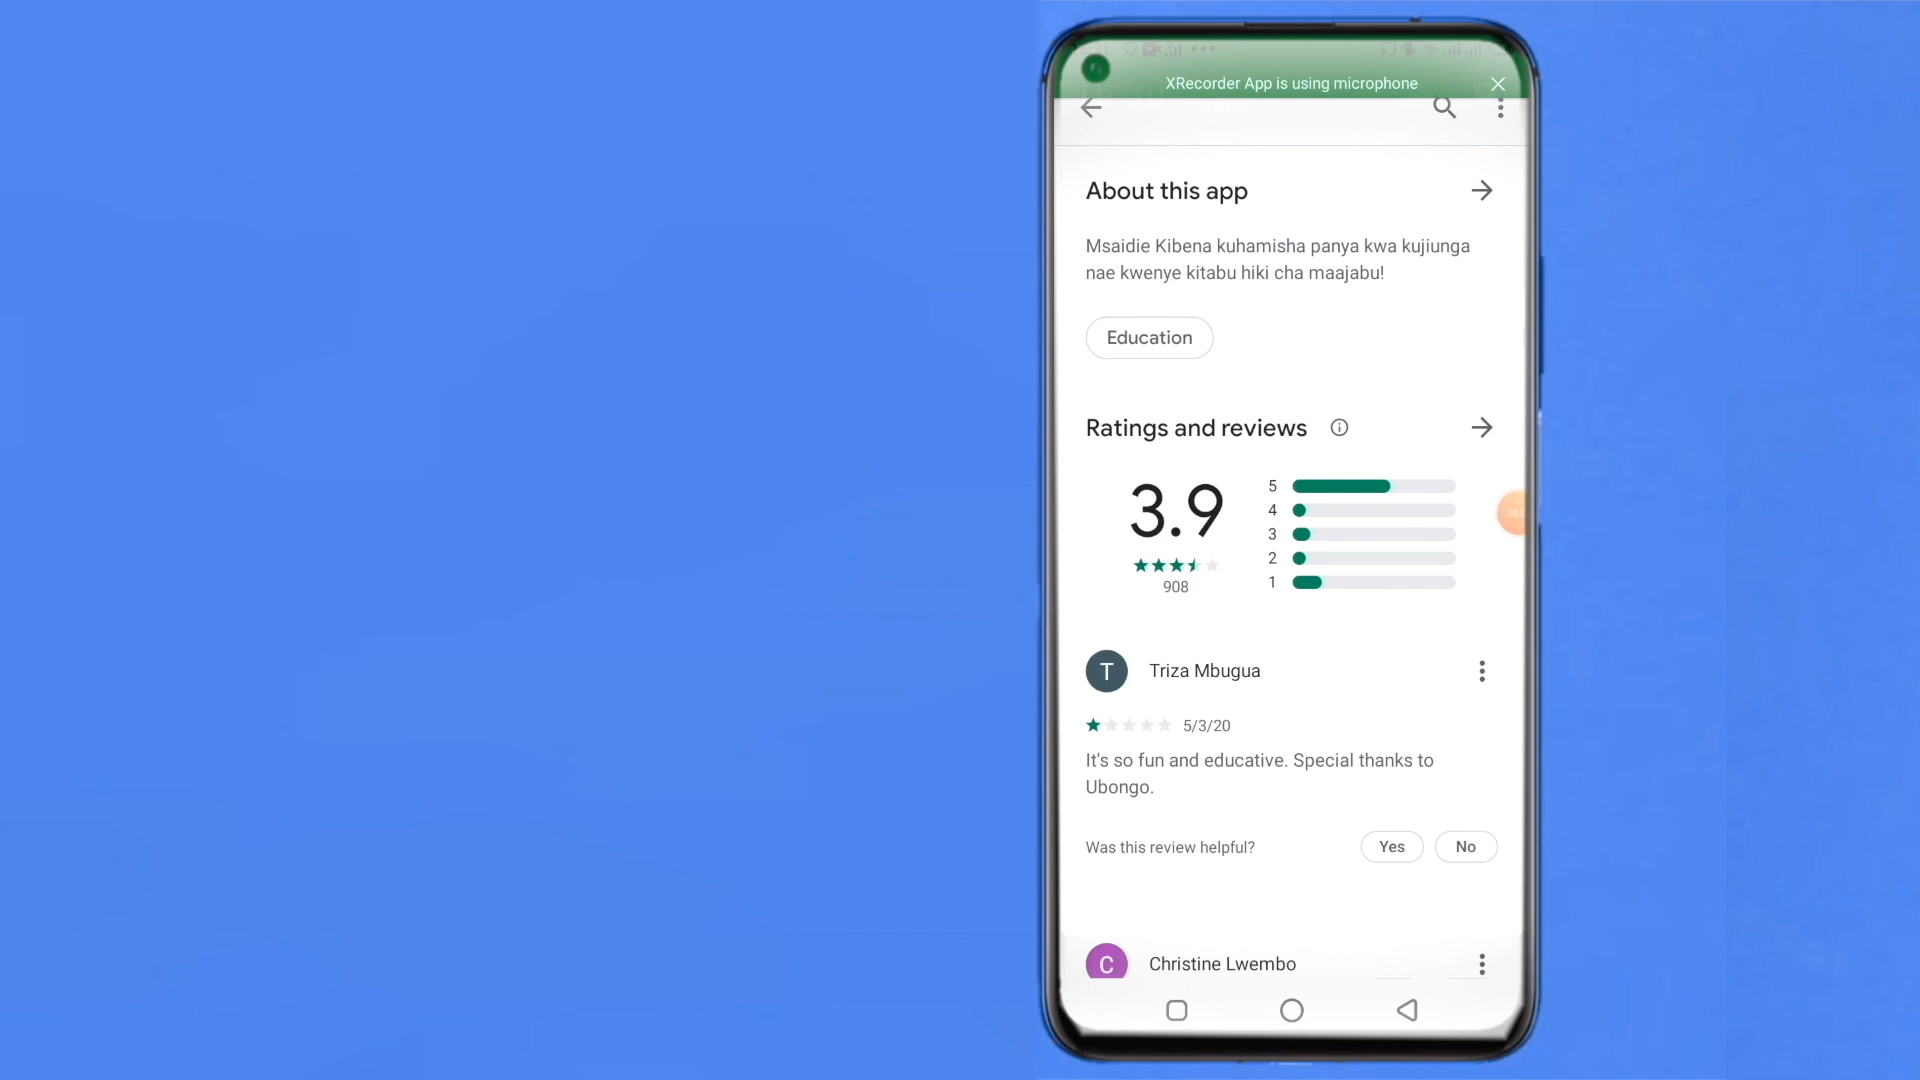 XRecorder App is using microphone
About this app
Msaidie Kibena kuhamisha panya kwa kujiunga
nae kwenye kitabu hiki cha maajabu!
Education
Ratings and reviews
3.9
908
5
4
3
2
1
T
Triza Mbugua
5/3/20
It's so fun and educative. Special thanks to
Ubongo.
Was this review helpful?
Yes
No
C
Christine Lwembo